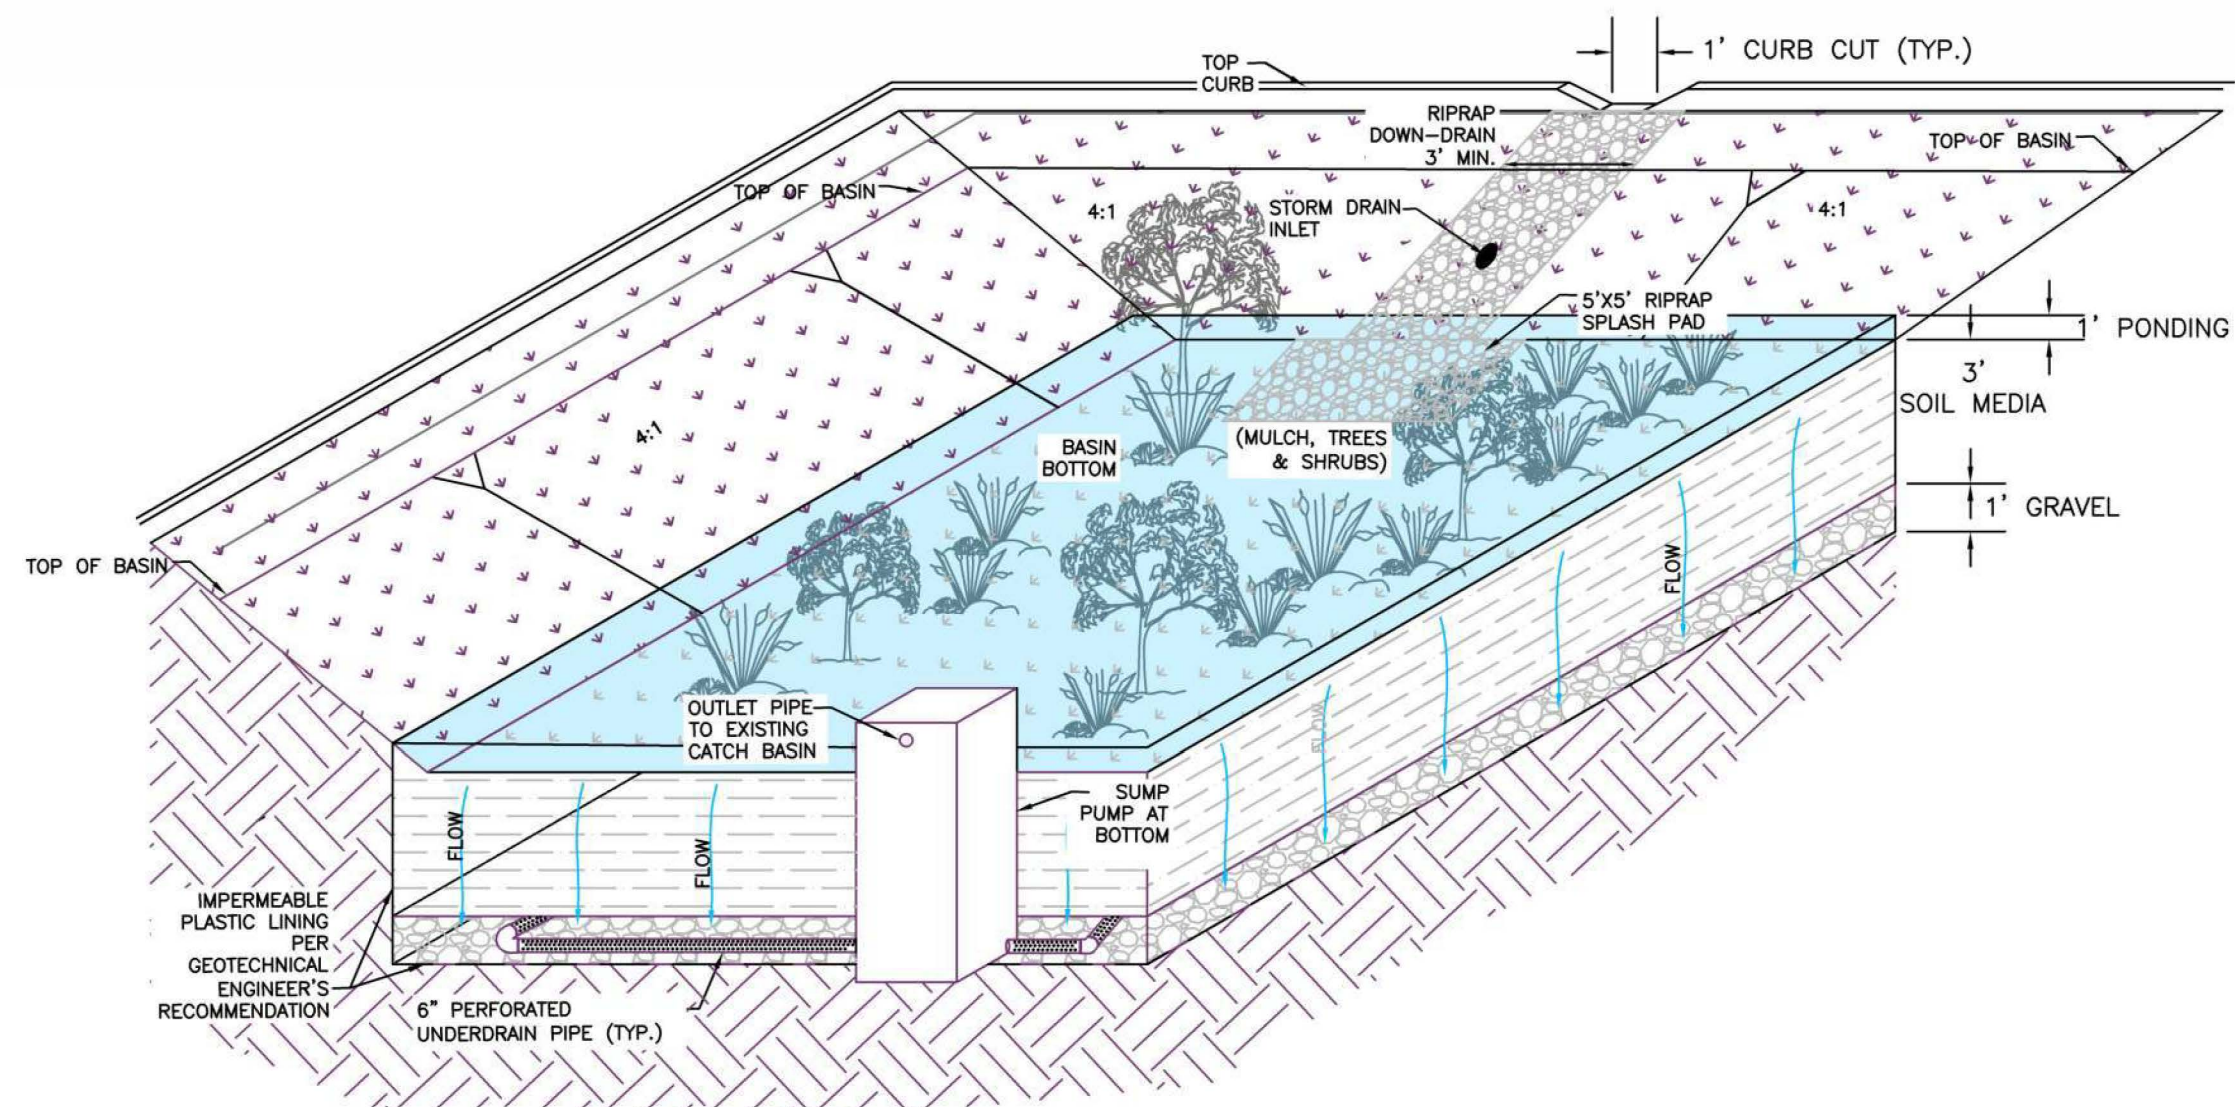 TOP
CURB
1' CURB CUT (TYP.)
RIPRAP
DOWN-DRAIN
3' MIN.
TOP OF BASIN
TOP OF BASIN
4:1
STORM DRAIN
INLET
4:1
5'X5' RIPRAP
SPLASH PAD
1' PONDING
3'
SOIL MEDIA
4:1
BASIN
BOTTOM
(MULCH, TREES
& SHRUBS)
1' GRAVEL
TOP OF BASIN
FLOW
OUTLET PIPE
TO EXISTING
CATCH BASIN
FLOW
SUMP
PUMP AT
BOTTOM
FLOW
FLOW
IMPERMEABLE
PLASTIC LINING
PER
GEOTECHNICAL
ENGINEER'S
RECOMMENDATION
6" PERFORATED
UNDERDRAIN PIPE (TYP.)